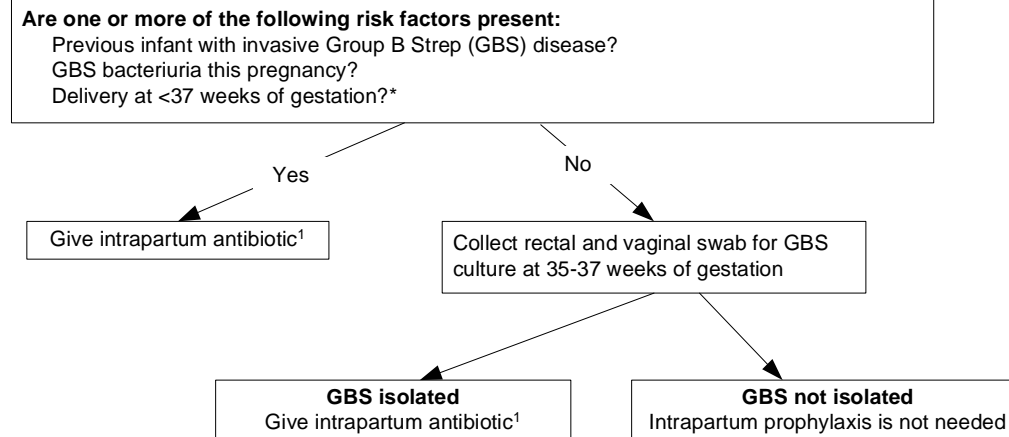 Are one or more of the following risk factors present:
Previous infant with invasive Group B Strep (GBS) disease?
GBS bacteriuria this pregnancy?
Delivery at <37 weeks of gestation?*
Yes
No
Give intrapartum antibiotic¹
Collect rectal and vaginal swab for GBS
culture at 35-37 weeks of gestation
GBS isolated
Give intrapartum antibiotic¹
GBS not isolated
Intrapartum prophylaxis is not needed